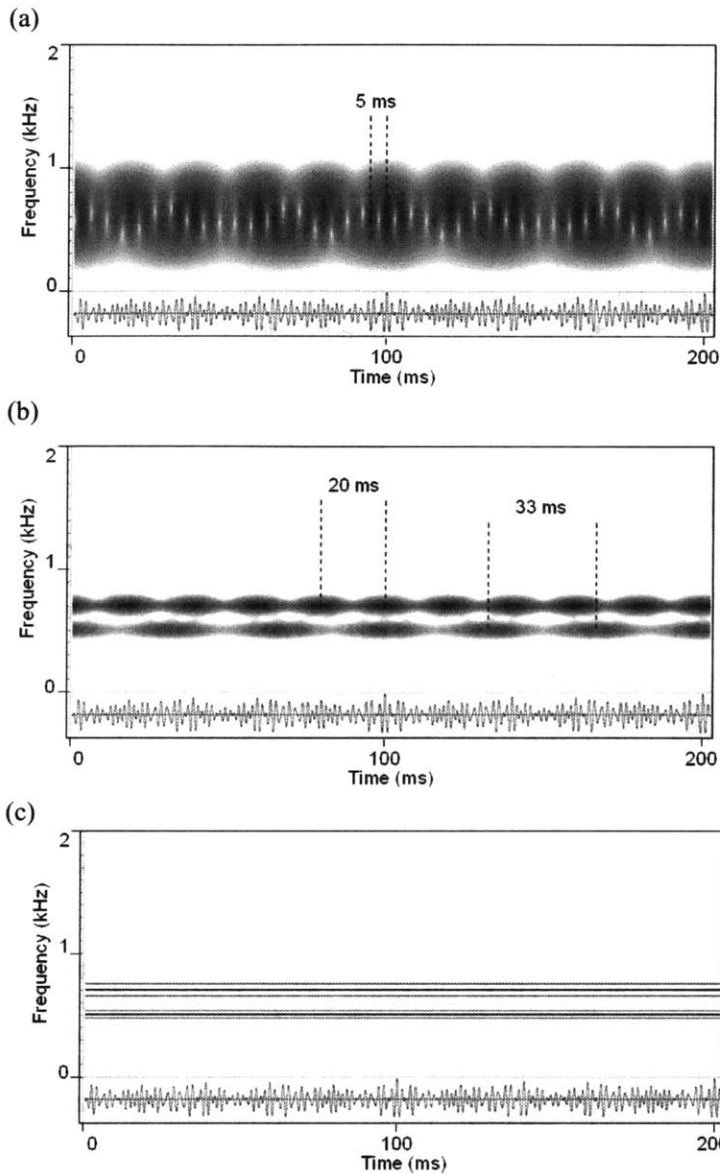 (a)
2
5 ms
Frequency (kHz)
1
0
0 100 200
Time (ms)
(b)
2
20 ms
33 ms
Frequency (kHz)
1
0
0 100 200
Time (ms)
(c)
2
Frequency (kHz)
1
0
0 100 200
Time (ms)